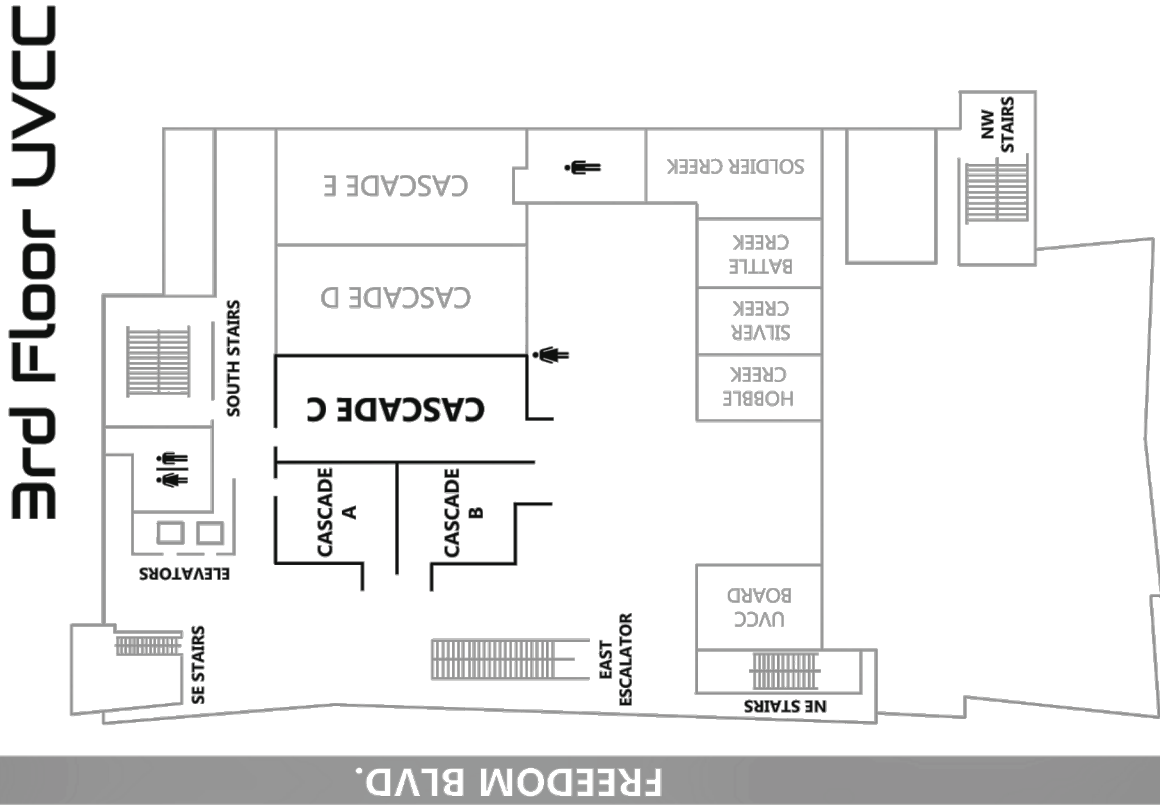 3rd Floor UVCC
NW
STAIRS
SOLDIER CREEK
CASCADE E
BATTLE
CREEK
CASCADE D
SILVER
CREEK
SOUTH STAIRS
HOBBLE
CREEK
CASCADE C
CASCADE
A
CASCADE
B
ELEVATORS
UVCC
BOARD
SE STAIRS
EAST
ESCALATOR
NE STAIRS
FREEDOM BLVD.